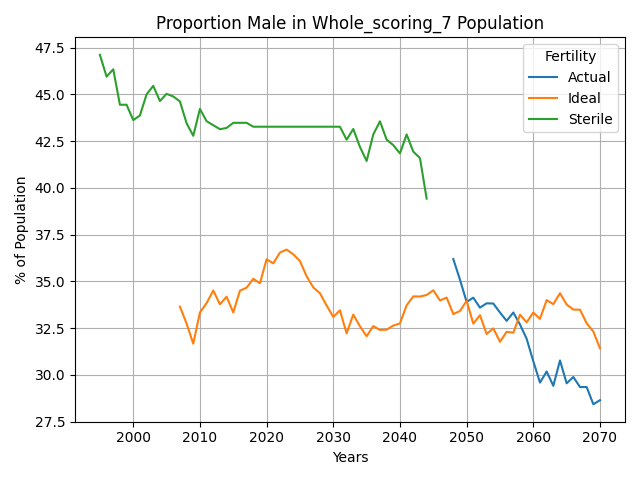 Proportion Male in Whole_scoring_7 Population
Fertility
Actual
Ideal
Sterile
% of Population
47.5
45.0
42.5
40.0
37.5
35.0
32.5
30.0
27.5
2000 2010 2020 2030 2040 2050 2060 2070
Years